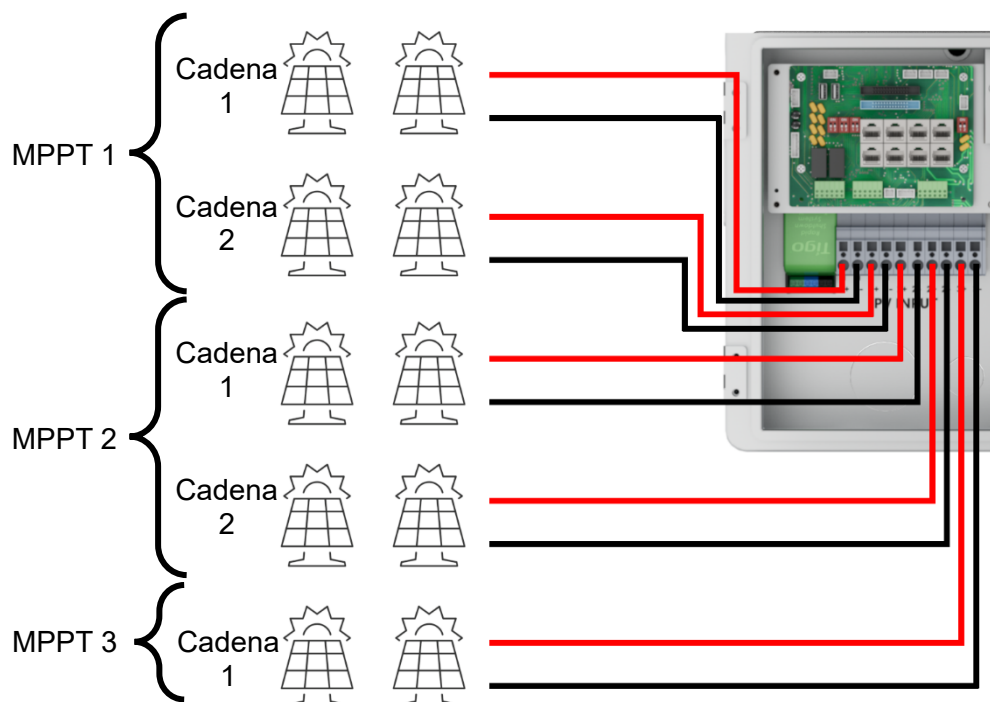 MPPT 1
Cadena
1
Cadena
2
MPPT 2
Cadena
1
Cadena
2
MPPT 3
Cadena
1
Tigo
PV INPUT